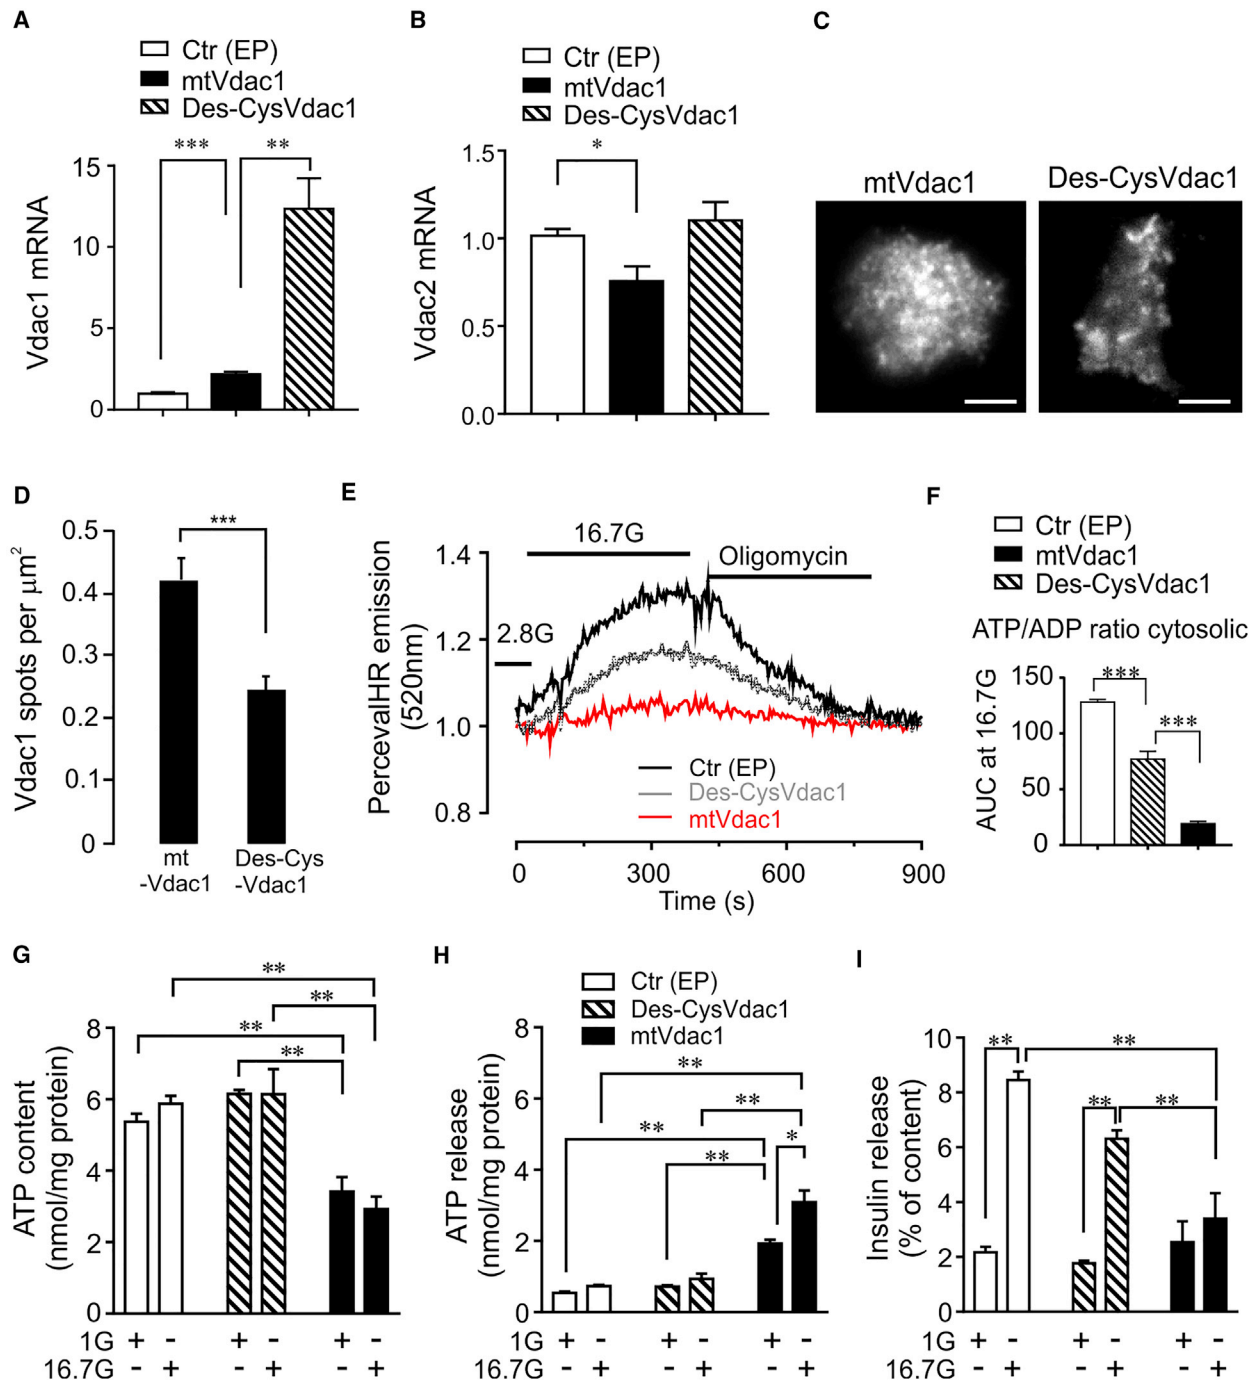 A
Ctr (EP)
mtVdac1
Des-CysVdac1
*** **
Vdac1 mRNA
15
10
5
0
B
Ctr (EP)
mtVdac1
Des-CysVdac1
*
Vdac2 mRNA
1.5
1.0
0.5
0.0
C
mtVdac1 Des-CysVdac1
D
***
Vdac1 spots per μm²
0.5
0.4
0.3
0.2
0.1
0
mt
-Vdac1
Des-Cys
-Vdac1
E
16.7G
Oligomycin
2.8G
PercevalHR emission
(520nm)
1.4
1.2
1.0
0.8
Ctr (EP)
Des-CysVdac1
mtVdac1
0 300 600 900
Time (s)
F
Ctr (EP)
mtVdac1
Des-CysVdac1
ATP/ADP ratio cytosolic
*** ***
AUC at 16.7G
150
100
50
0
G
**
**
**
**
ATP content
(nmol/mg protein)
8
6
4
2
0
1G + - + - + -
16.7G - + - + - +
H
Ctr (EP)
Des-CysVdac1
mtVdac1
**
**
**
*
**
ATP release
(nmol/mg protein)
8
6
4
2
0
1G + - + - + -
16.7G - + - + - +
I
** **
** **
Insulin release
(% of content)
10
8
6
4
2
0
1G + - + - + -
16.7G - + - + - +